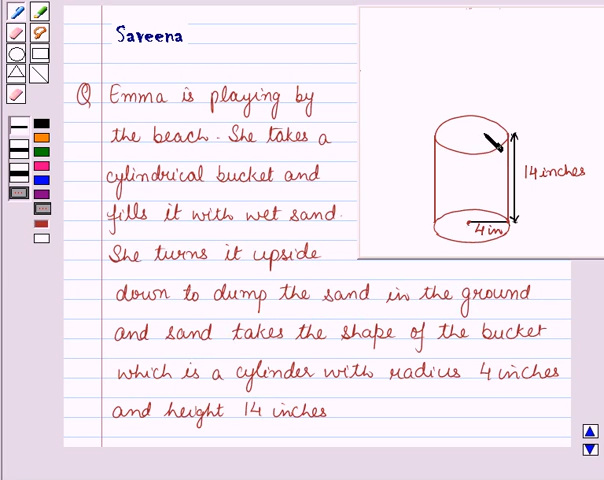 Saveena
Q Emma is playing by
the beach. She takes a
cylindrical bucket and
fills it with wet sand.
She turns it upside
down to dump the sand in the ground
and sand takes the shape of the bucket
which is a cylinder with radius 4 inches
and height 14 inches
14 inches
4 in